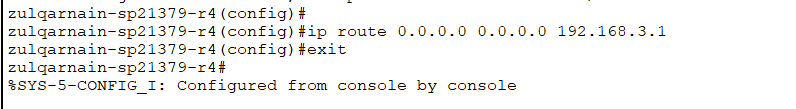 zulqarnain-sp21379-r4(config)#
zulqarnain-sp21379-r4(config)#ip route 0.0.0.0 0.0.0.0 192.168.3.1
zulqarnain-sp21379-r4(config)#exit
zulqarnain-sp21379-r4#
%SYS-5-CONFIG_I: Configured from console by console